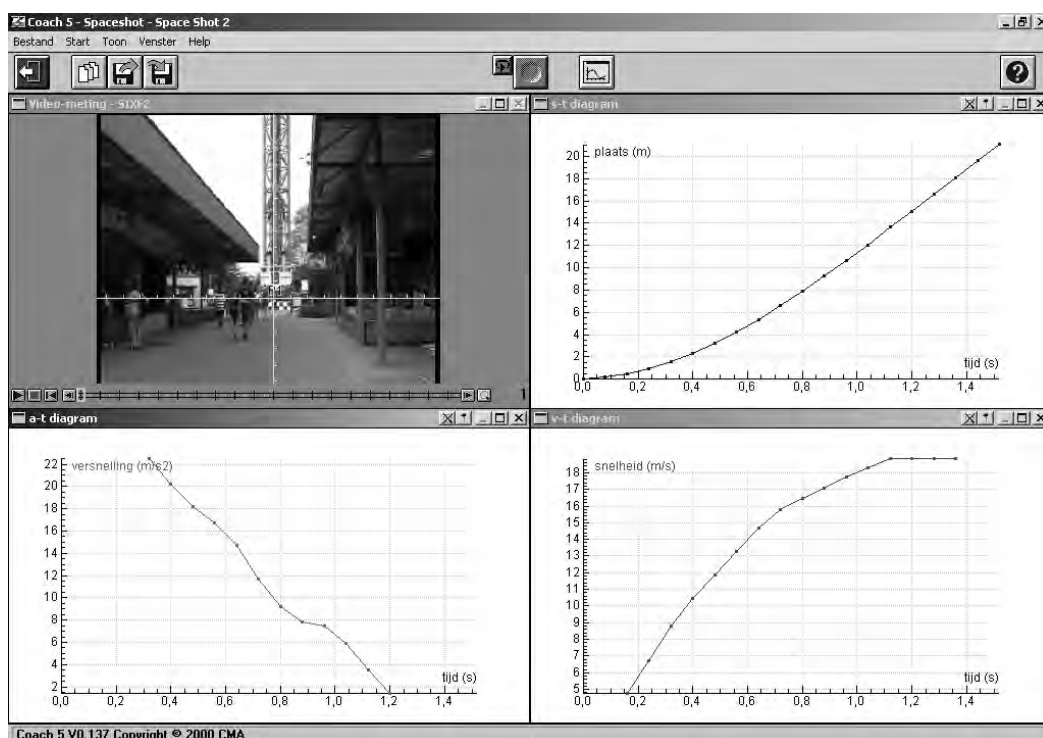 Coach 5 - Spaceshot - Space Shot 2
Bestand Start Toon Venster Help
Video-meting - SIXF2
1
s-t diagram
plaats (m)
20
18
16
14
12
10
8
6
4
2
0
0,0 0,2 0,4 0,6 0,8 1,0 1,2 1,4
tijd (s)
a-t diagram
versnelling (m/s2)
22
20
18
16
14
12
10
8
6
4
2
0,0 0,2 0,4 0,6 0,8 1,0 1,2 1,4
tijd (s)
v-t diagram
snelheid (m/s)
18
17
16
15
14
13
12
11
10
9
8
7
6
5
0,0 0,2 0,4 0,6 0,8 1,0 1,2 1,4
tijd (s)
Coach 5 V0.137 Copyright © 2000 CMA